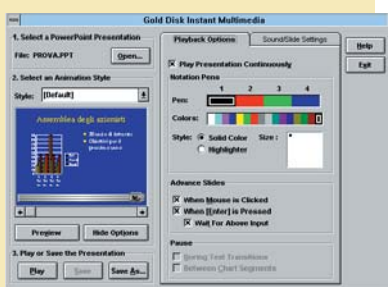 Gold Disk Instant Multimedia
1. Select a PowerPoint Presentation
File: PROVA.PPT
Open...
2. Select an Animation Style
Style: [Default]
Assemblea degli azionisti
Preview
Hide Options
3. Play or Save the Presentation
Play
Save
Save As...
Playback Options
Sound/Slide Settings
Play Presentation Continuously
Notation Pens
1 2 3 4
Pen:
Colors:
Style: Solid Color
Size:
Highlighter
Advance Slides
When Mouse is Clicked
When [Enter] is Pressed
Wait For Above Input
Pause
During Text Transitions
Between Chart Segments
Help
Exit